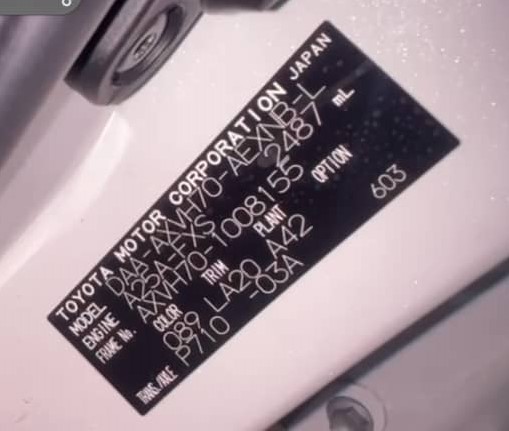 TOYOTA MOTOR CORPORATION JAPAN
MODEL DAA-AXVH70-AEXNB-L
ENGINE A25A-FXS 2487 mL
FRAME No. AXVH70-1008155
COLOR TRIM PLANT OPTION
089 LA20 A42 603
TRANS./AXLE P710 -03A